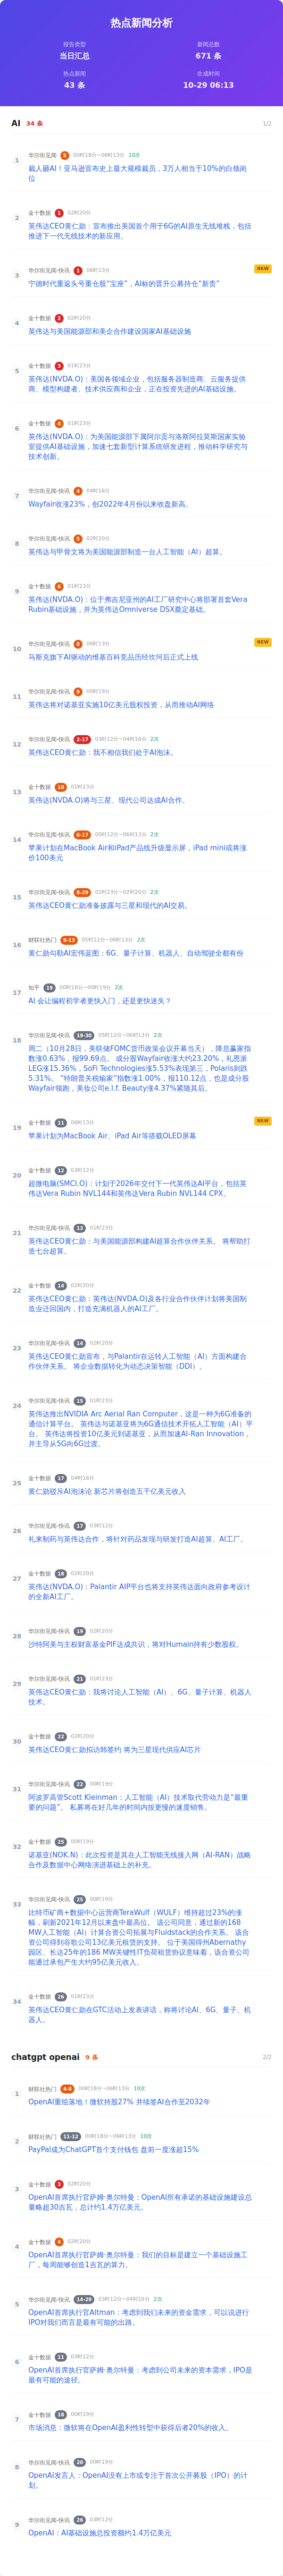 热点新闻分析
报告类型
当日汇总
新闻总数
671 条
热点新闻
43 条
生成时间
10-29 06:13
AI 34 条 1/2
1
华尔街见闻 5 00时18分~06时13分 10次
裁人砸AI！亚马逊宣布史上最大规模裁员，3万人相当于10%的白领岗
位
2
金十数据 1 02时20分
英伟达CEO黄仁勋：宣布推出美国首个用于6G的AI原生无线堆栈，包括
推进下一代无线技术的新应用。
3
华尔街见闻-快讯 1 06时13分
NEW
宁德时代重返头号重仓股“宝座”，AI标的晋升公募持仓“新贵”
4
金十数据 2 02时20分
英伟达与美国能源部和美企合作建设国家AI基础设施
5
金十数据 3 01时23分
英伟达(NVDA.O)：美国各领域企业，包括服务器制造商、云服务提供
商、模型构建者、技术供应商和企业，正在投资先进的AI基础设施。
6
金十数据 4 01时23分
英伟达(NVDA.O)：为美国能源部下属阿尔贡与洛斯阿拉莫斯国家实验
室提供AI基础设施，加速七套新型计算系统研发进程，推动科学研究与
技术创新。
7
华尔街见闻-快讯 4 04时16分
Wayfair收涨23%，创2022年4月份以来收盘新高。
8
华尔街见闻-快讯 5 02时20分
英伟达与甲骨文将为美国能源部制造一台人工智能（AI）超算。
9
金十数据 6 01时23分
英伟达(NVDA.O)：位于弗吉尼亚州的AI工厂研究中心将部署首套Vera
Rubin基础设施，并为英伟达Omniverse DSX奠定基础。
10
华尔街见闻-快讯 8 06时13分
NEW
马斯克旗下AI驱动的维基百科竞品历经坎坷后正式上线
11
华尔街见闻-快讯 9 00时19分
英伟达将对诺基亚实施10亿美元股权投资，从而推动AI网络
12
华尔街见闻-快讯 2-17 03时12分~04时16分 2次
英伟达CEO黄仁勋：我不相信我们处于AI泡沫。
13
金十数据 10 01时23分
英伟达(NVDA.O)将与三星、现代公司达成AI合作。
14
华尔街见闻-快讯 6-17 05时12分~06时13分 2次
苹果计划在MacBook Air和iPad产品线升级显示屏，iPad mini或将涨
价100美元
15
华尔街见闻-快讯 8-29 01时23分~02时20分 2次
英伟达CEO黄仁勋准备披露与三星和现代的AI交易。
16
财联社热门 9-13 05时12分~06时13分 2次
黄仁勋勾勒AI宏伟蓝图：6G、量子计算、机器人、自动驾驶全都有份
17
知乎 19 00时18分~00时19分 2次
AI 会让编程初学者更快入门，还是更快迷失？
18
华尔街见闻-快讯 19-30 05时12分~06时13分 2次
周二（10月28日，美联储FOMC货币政策会议开幕当天），降息赢家指
数涨0.63%，报99.69点。 成分股Wayfair收涨大约23.20%，礼恩派
LEG涨15.36%，SoFi Technologies涨5.53%表现第三，Polaris则跌
5.31%。 “特朗普关税输家”指数涨1.00%，报110.12点，也是成分股
Wayfair领跑，美妆公司e.l.f. Beauty涨4.37%紧随其后。
19
华尔街见闻-快讯 11 06时13分
NEW
苹果计划为MacBook Air、iPad Air等搭载OLED屏幕
20
金十数据 12 03时12分
超微电脑(SMCI.O)：计划于2026年交付下一代英伟达AI平台，包括英
伟达Vera Rubin NVL144和英伟达Vera Rubin NVL144 CPX。
21
华尔街见闻-快讯 13 01时23分
英伟达CEO黄仁勋：与美国能源部构建AI超算合作伙伴关系。 将帮助打
造七台超算。
22
金十数据 14 02时20分
英伟达CEO黄仁勋：英伟达(NVDA.O)及各行业合作伙伴计划将美国制
造业迁回国内，打造充满机器人的AI工厂。
23
华尔街见闻-快讯 14 02时20分
英伟达CEO黄仁勋宣布，与Palantir在运转人工智能（AI）方面构建合
作伙伴关系。 将企业数据转化为动态决策智能（DDI）。
24
华尔街见闻-快讯 15 01时23分
英伟达推出NVIDIA Arc Aerial Ran Computer，这是一种为6G准备的
通信计算平台。 英伟达与诺基亚将为6G通信技术开拓人工智能（AI）平
台。 英伟达将投资10亿美元到诺基亚，从而加速AI-Ran Innovation，
并主导从5G向6G过渡。
25
金十数据 17 04时16分
黄仁勋驳斥AI泡沫论 新芯片将创造五千亿美元收入
26
华尔街见闻-快讯 17 03时12分
礼来制药与英伟达合作，将针对药品发现与研发打造AI超算、AI工厂。
27
金十数据 18 02时20分
英伟达(NVDA.O)：Palantir AIP平台也将支持英伟达面向政府参考设计
的全新AI工厂。
28
华尔街见闻-快讯 19 02时20分
沙特阿美与主权财富基金PIF达成共识，将对Humain持有少数股权。
29
华尔街见闻-快讯 21 01时23分
英伟达CEO黄仁勋：我将讨论人工智能（AI）、6G、量子计算、机器人
技术。
30
金十数据 22 02时20分
英伟达CEO黄仁勋拟访韩签约 将为三星现代供应AI芯片
31
华尔街见闻-快讯 22 00时19分
阿波罗高管Scott Kleinman：人工智能（AI）技术取代劳动力是“最重
要的问题”。 私募将在好几年的时间内按更慢的速度销售。
32
金十数据 25 00时19分
诺基亚(NOK.N)：此次投资是其在人工智能无线接入网（AI-RAN）战略
合作及数据中心网络演进基础上的补充。
33
华尔街见闻-快讯 25 00时19分
比特币矿商+数据中心运营商TeraWulf（WULF）维持超过23%的涨
幅，刷新2021年12月以来盘中最高位。 该公司同意，通过新的168
MW人工智能（AI）计算合资公司拓展与Fluidstack的合作关系。 该合
资公司得到谷歌公司13亿美元租赁的支持。 位于美国得州Abernathy
园区、长达25年的186 MW关键性IT负荷租赁协议意味着，该合资公司
能通过承包产生大约95亿美元收入。
34
金十数据 26 01时23分
英伟达CEO黄仁勋在GTC活动上发表讲话，称将讨论AI、6G、量子、机
器人。
chatgpt openai 9 条 2/2
1
财联社热门 4-8 00时18分~06时13分 10次
OpenAI重组落地！微软持股27% 并续签AI合作至2032年
2
财联社热门 11-12 00时18分~06时13分 10次
PayPal成为ChatGPT首个支付钱包 盘前一度涨超15%
3
金十数据 3 02时20分
OpenAI首席执行官萨姆·奥尔特曼：OpenAI所有承诺的基础设施建设总
量略超30吉瓦，总计约1.4万亿美元。
4
金十数据 4 02时20分
OpenAI首席执行官萨姆·奥尔特曼：我们的目标是建立一个基础设施工
厂，每周能够创造1吉瓦的算力。
5
华尔街见闻-快讯 14-29 03时12分~04时16分 2次
OpenAI首席执行官Altman：考虑到我们未来的资金需求，可以说进行
IPO对我们而言是最有可能的出路。
6
金十数据 11 03时12分
OpenAI首席执行官萨姆·奥尔特曼：考虑到公司未来的资本需求，IPO是
最有可能的途径。
7
金十数据 18 00时19分
市场消息：微软将在OpenAI盈利性转型中获得后者20%的收入。
8
华尔街见闻-快讯 20 00时19分
OpenAI发言人：OpenAI没有上市或专注于首次公开募股（IPO）的计
划。
9
华尔街见闻-快讯 26 03时12分
OpenAI：AI基础设施总投资额约1.4万亿美元